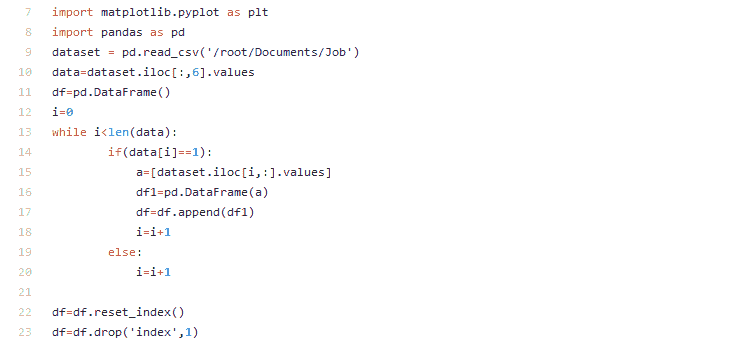 7 import matplotlib.pyplot as plt
8 import pandas as pd
9 dataset = pd.read_csv('/root/Documents/Job')
10 data=dataset.iloc[:,6].values
11 df=pd.DataFrame()
12 i=0
13 while i<len(data):
14         if(data[i]==1):
15             a=[dataset.iloc[i,:].values]
16             df1=pd.DataFrame(a)
17             df=df.append(df1)
18             i=i+1
19         else:
20             i=i+1
21
22 df=df.reset_index()
23 df=df.drop('index',1)